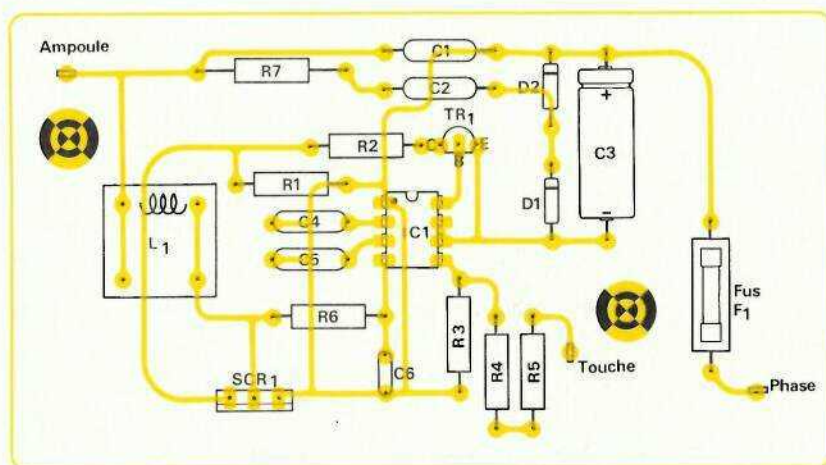 Ampoule
C1
R7
C2
D2
TR1
R2
C
E
B
C3
+
-
R1
IC1
D1
C4
L1
C5
R6
R3
R4
R5
Fus
F1
Touche
SCR1
C6
Phase